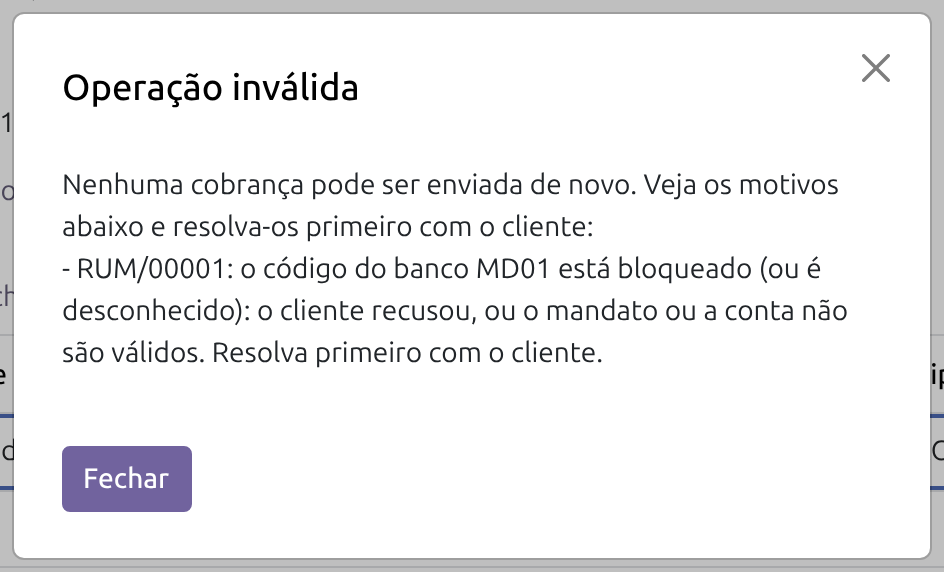 Operação inválida
Nenhuma cobrança pode ser enviada de novo. Veja os motivos
abaixo e resolva-os primeiro com o cliente:
- RUM/00001: o código do banco MD01 está bloqueado (ou é
desconhecido): o cliente recusou, ou o mandato ou a conta não
são válidos. Resolva primeiro com o cliente.
Fechar